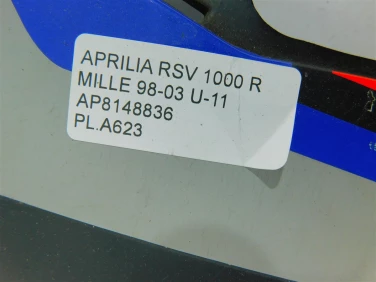 APRILIA RSV 1000 R
MILLE 98-03 U-11
AP8148836
PL.A623